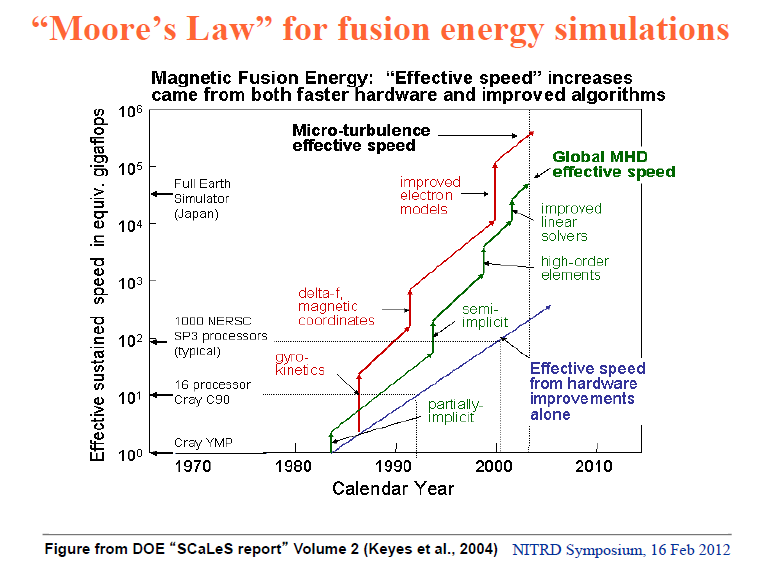 “Moore’s Law” for fusion energy simulations
Magnetic Fusion Energy: “Effective speed” increases
came from both faster hardware and improved algorithms
Effective sustained speed in equiv. gigaflops
10⁶
10⁵
10⁴
10³
10²
10¹
10⁰
Full Earth
Simulator
(Japan)
1000 NERSC
SP3 processors
(typical)
16 processor
Cray C90
Cray YMP
Micro-turbulence
effective speed
Global MHD
effective speed
improved
electron
models
improved
linear
solvers
high-order
elements
delta-f,
magnetic
coordinates
semi-
implicit
gyro-
kinetics
Effective speed
from hardware
improvements
alone
partially-
implicit
1970
1980
1990
2000
2010
Calendar Year
Figure from DOE “SCaLeS report” Volume 2 (Keyes et al., 2004)
NITRD Symposium, 16 Feb 2012